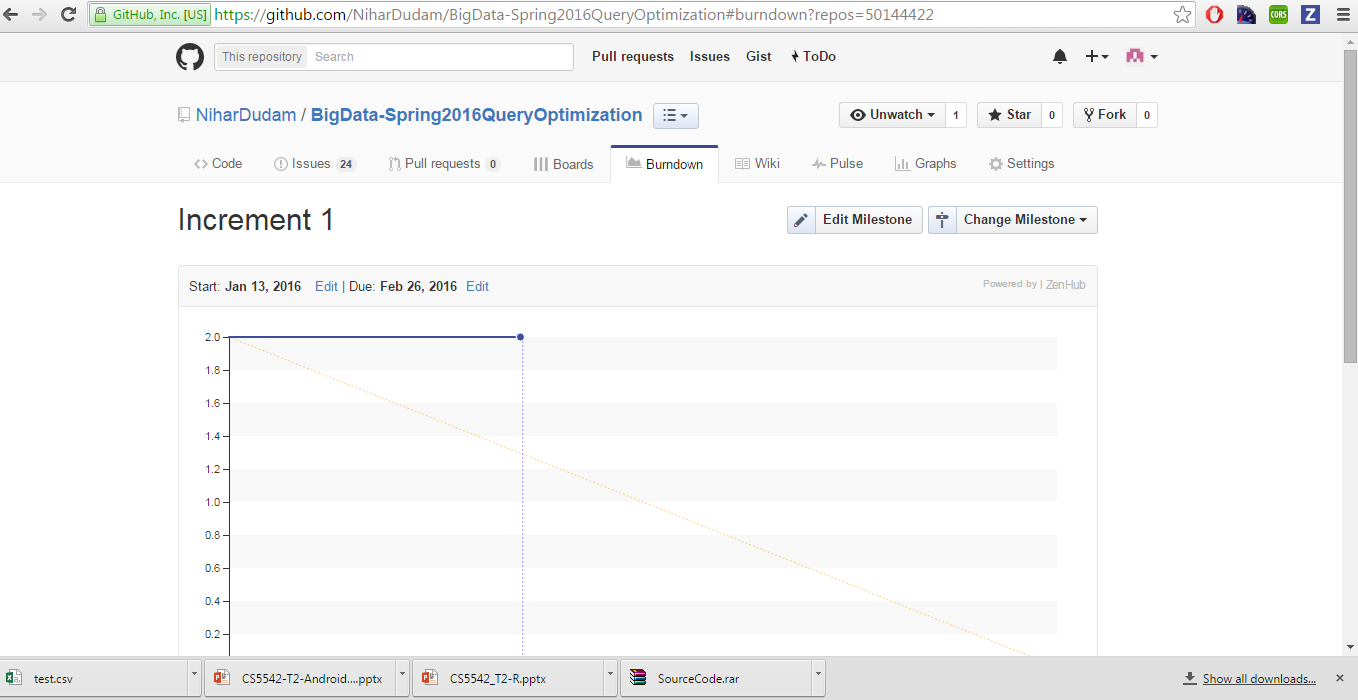 GitHub, Inc. [US] https://github.com/NiharDudam/BigData-Spring2016QueryOptimization#burndown?repos=50144422 CORS Z
This repository Search Pull requests Issues Gist ToDo
NiharDudam / BigData-Spring2016QueryOptimization Unwatch 1 Star 0 Fork 0
Code Issues 24 Pull requests 0 Boards Burndown Wiki Pulse Graphs Settings
Increment 1 Edit Milestone Change Milestone
Start: Jan 13, 2016 Edit | Due: Feb 26, 2016 Edit Powered by | ZenHub
2.0
1.8
1.6
1.4
1.2
1.0
0.8
0.6
0.4
0.2
test.csv CS5542-T2-Android....pptx CS5542_T2-R.pptx SourceCode.rar Show all downloads...